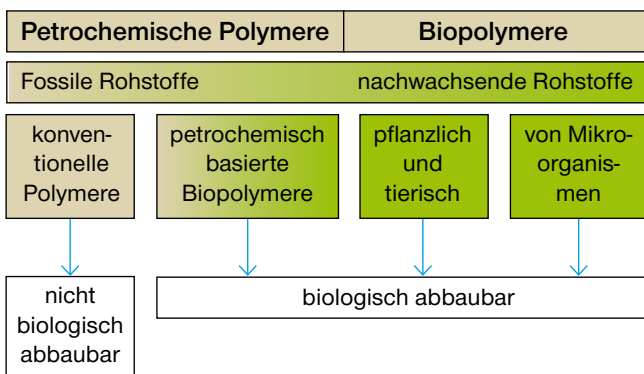 Petrochemische Polymere Biopolymere
Fossile Rohstoffe nachwachsende Rohstoffe
konven-
tionelle
Polymere
petrochemisch
basierte
Biopolymere
pflanzlich
und
tierisch
von Mikro-
organis-
men
nicht
biologisch
abbaubar
biologisch abbaubar